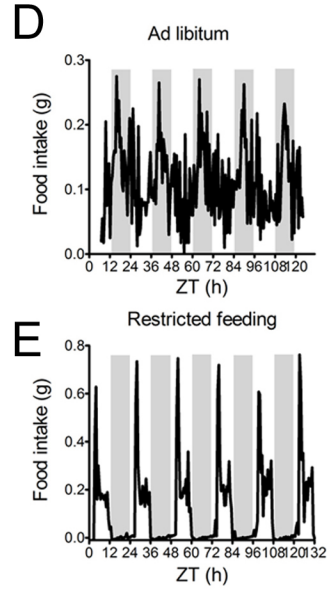 D
Ad libitum
Food intake (g)
0.3
0.2
0.1
0.0
0 12 24 36 48 60 72 84 96 108 120
ZT (h)
E
Restricted feeding
Food intake (g)
0.8
0.6
0.4
0.2
0.0
0 12 24 36 48 60 72 84 96 108 120 132
ZT (h)